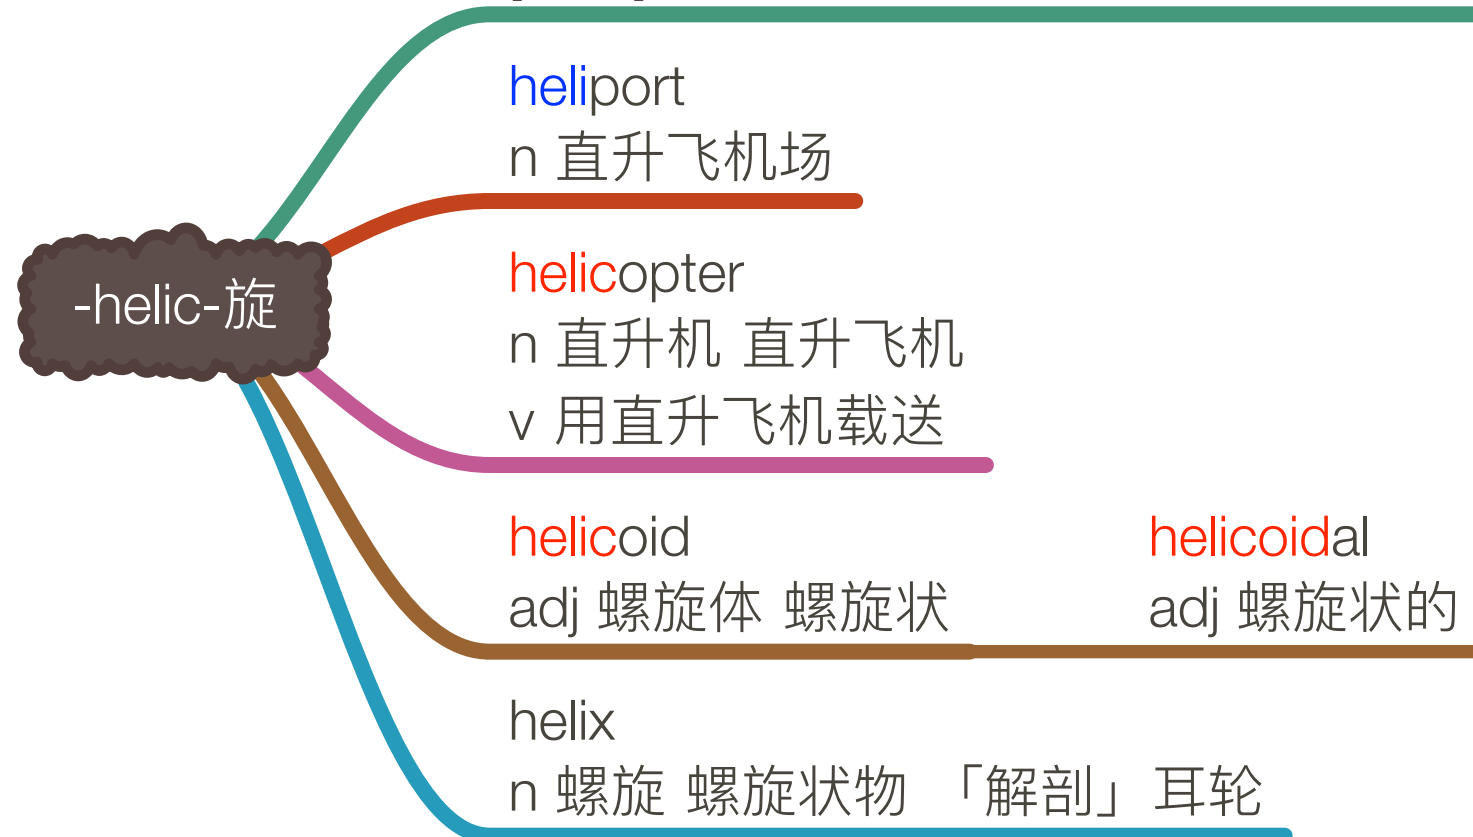 heliport
n 直升飞机场
-helic-旋
helicopter
n 直升机 直升飞机
v 用直升飞机载送
helicoid
adj 螺旋体 螺旋状
helicoidal
adj 螺旋状的
helix
n 螺旋 螺旋状物 「解剖」耳轮